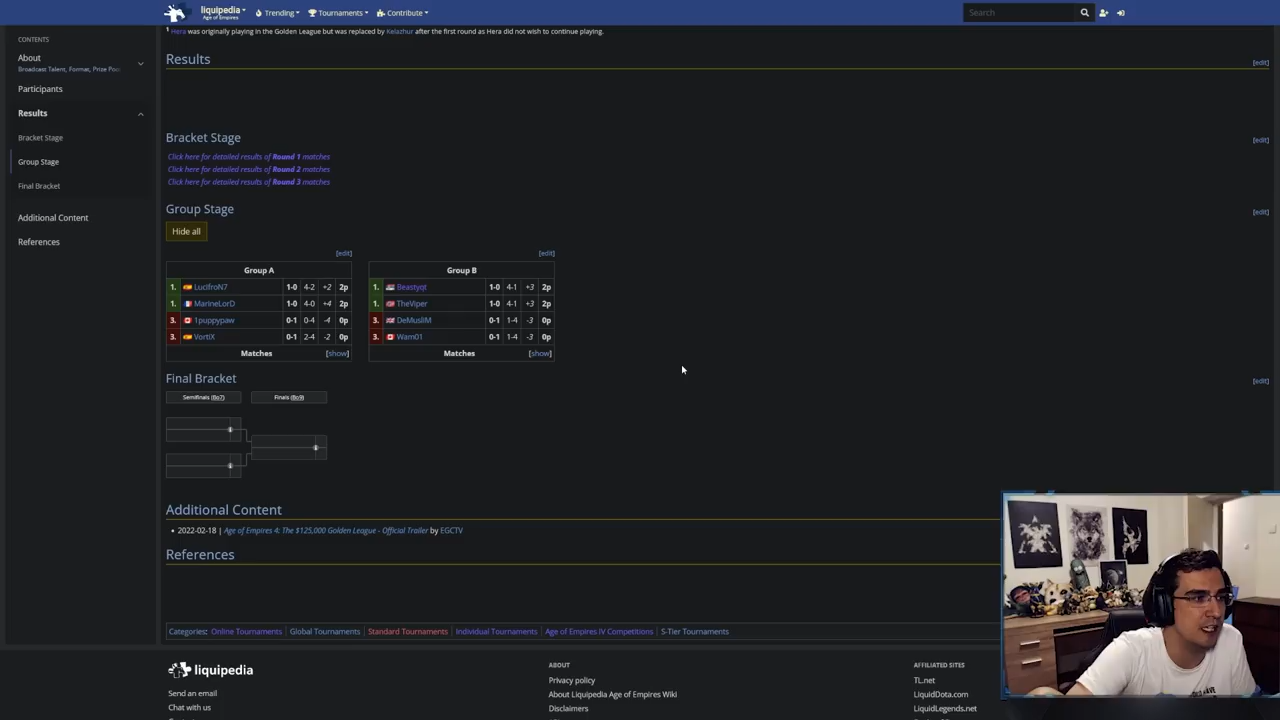 liquipedia
Age of Empires
Trending
Tournaments
Contribute
Search
CONTENTS
About
Broadcast Talent, Format, Prize Poo...
Participants
Results
Bracket Stage
Group Stage
Final Bracket
Additional Content
References
1 Hera was originally playing in the Golden League but was replaced by Kelazhur after the first round as Hera did not wish to continue playing.
Results [edit]
Bracket Stage [edit]
Click here for detailed results of Round 1 matches
Click here for detailed results of Round 2 matches
Click here for detailed results of Round 3 matches
Group Stage [edit]
Hide all
[edit]
Group A
1. LucifroN7 1-0 4-2 +2 2p
1. MarineLorD 1-0 4-0 +4 2p
3. 1puppypaw 0-1 0-4 -4 0p
3. VortiX 0-1 2-4 -2 0p
Matches [show]
[edit]
Group B
1. Beastyqt 1-0 4-1 +3 2p
1. TheViper 1-0 4-1 +3 2p
3. DeMusliM 0-1 1-4 -3 0p
3. Wam01 0-1 1-4 -3 0p
Matches [show]
Final Bracket [edit]
Semifinals (Bo7) Finals (Bo9)
Additional Content
• 2022-02-18 | Age of Empires 4: The $125,000 Golden League - Official Trailer by EGCTV
References
Categories: Online Tournaments Global Tournaments Standard Tournaments Individual Tournaments Age of Empires IV Competitions S-Tier Tournaments
liquipedia
Send an email
Chat with us
ABOUT
Privacy policy
About Liquipedia Age of Empires Wiki
Disclaimers
AFFILIATED SITES
TL.net
LiquidDota.com
LiquidLegends.net